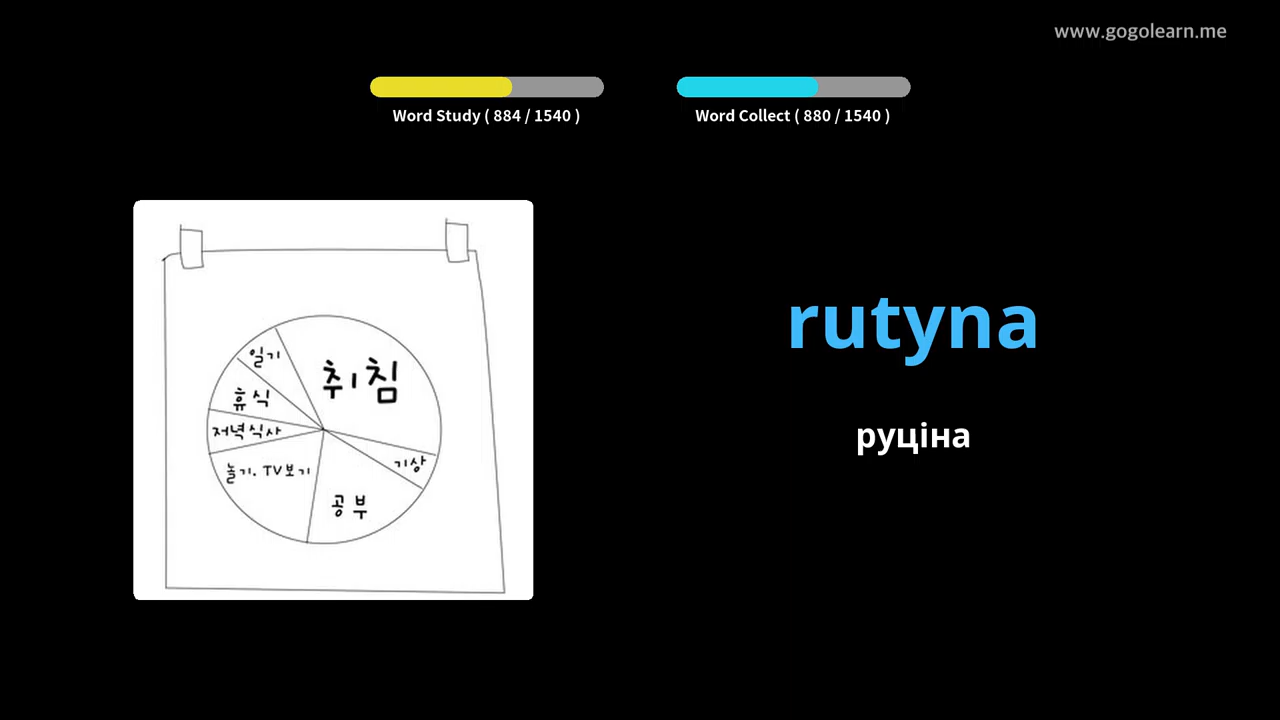 www.gogolearn.me
Word Study ( 884 / 1540 )
Word Collect ( 880 / 1540 )
일기
취침
휴식
저녁식사
놀기. TV보기
기상
공부
rutyna
руціна